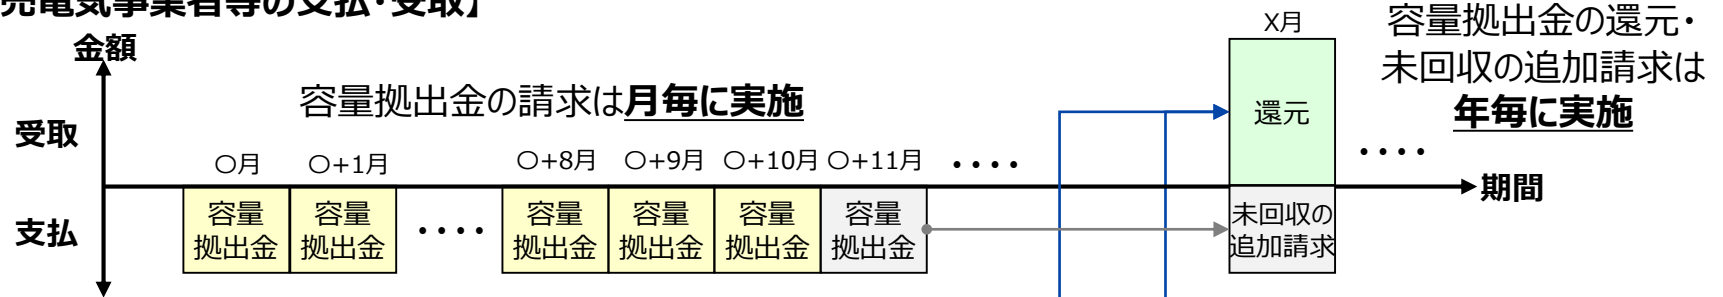 売電気事業者等の支払・受取】
金額
容量拠出金の請求は月毎に実施
X月
容量拠出金の還元・
未回収の追加請求は
年毎に実施
受取
還元
〇月
〇+1月
〇+8月
〇+9月
〇+10月
〇+11月
・・・・
・・・・
期間
支払
容量
拠出金
容量
拠出金
・・・・
容量
拠出金
容量
拠出金
容量
拠出金
容量
拠出金
未回収の
追加請求